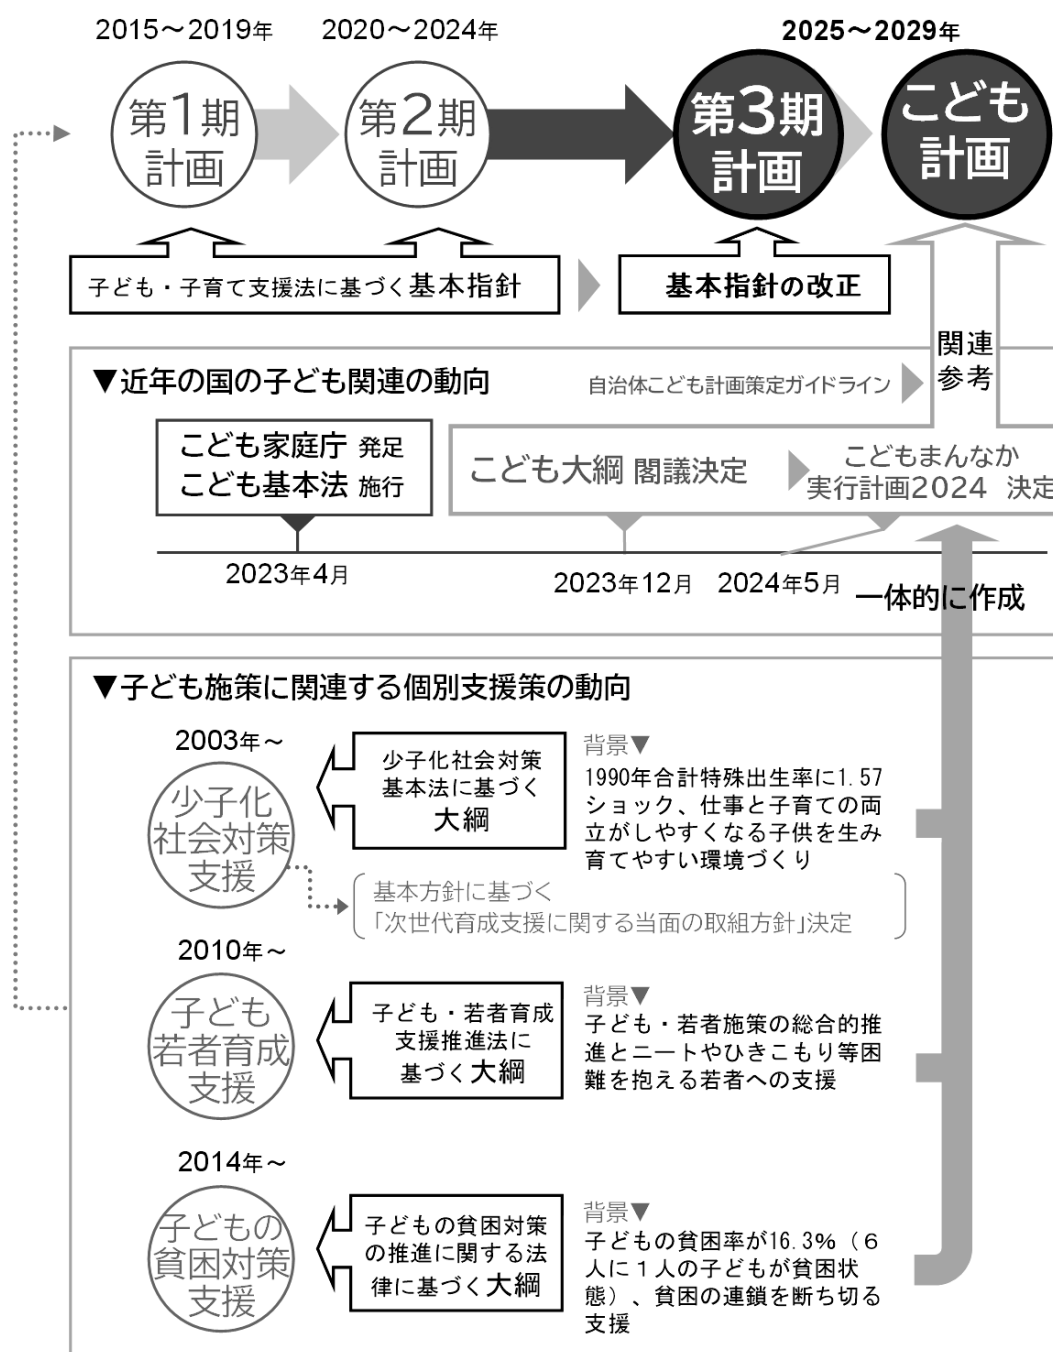 2015～2019年
2020～2024年
2025～2029年
第1期
計画
第2期
計画
第3期
計画
こども
計画
子ども・子育て支援法に基づく基本指針
基本指針の改正
関連
参考
▼近年の国の子ども関連の動向
自治体こども計画策定ガイドライン
こども家庭庁 発足
こども基本法 施行
こども大綱 閣議決定
こどもまんなか
実行計画2024 決定
2023年4月
2023年12月
2024年5月
一体的に作成
▼子ども施策に関連する個別支援策の動向
2003年～
少子化
社会対策
支援
少子化社会対策
基本法に基づく
大綱
背景▼
1990年合計特殊出生率に1.57
ショック、仕事と子育ての両
立がしやすくなる子供を生み
育てやすい環境づくり
基本方針に基づく
「次世代育成支援に関する当面の取組方針」決定
2010年～
子ども
若者育成
支援
子ども・若者育成
支援推進法に
基づく大綱
背景▼
子ども・若者施策の総合的推
進とニートやひきこもり等困
難を抱える若者への支援
2014年～
子どもの
貧困対策
支援
子どもの貧困対策
の推進に関する法
律に基づく大綱
背景▼
子どもの貧困率が16.3%（６
人に１人の子どもが貧困状
態）、貧困の連鎖を断ち切る
支援